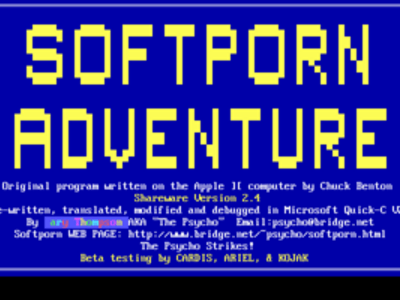 SOFTPORN
ADVENTURE
Original program written on the Apple II computer by Chuck Benton
Shareware Version 2.4
-written, translated, modified and debugged in Microsoft Quick-C
By ary Thompson AKA "The Psycho" Email:psycho@bridge.net
Softporn WEB PAGE: http://www.bridge.net/~psycho/softporn.html
The Psycho Strikes!
Beta testing by CARDIS, ARIEL, & KOJAK